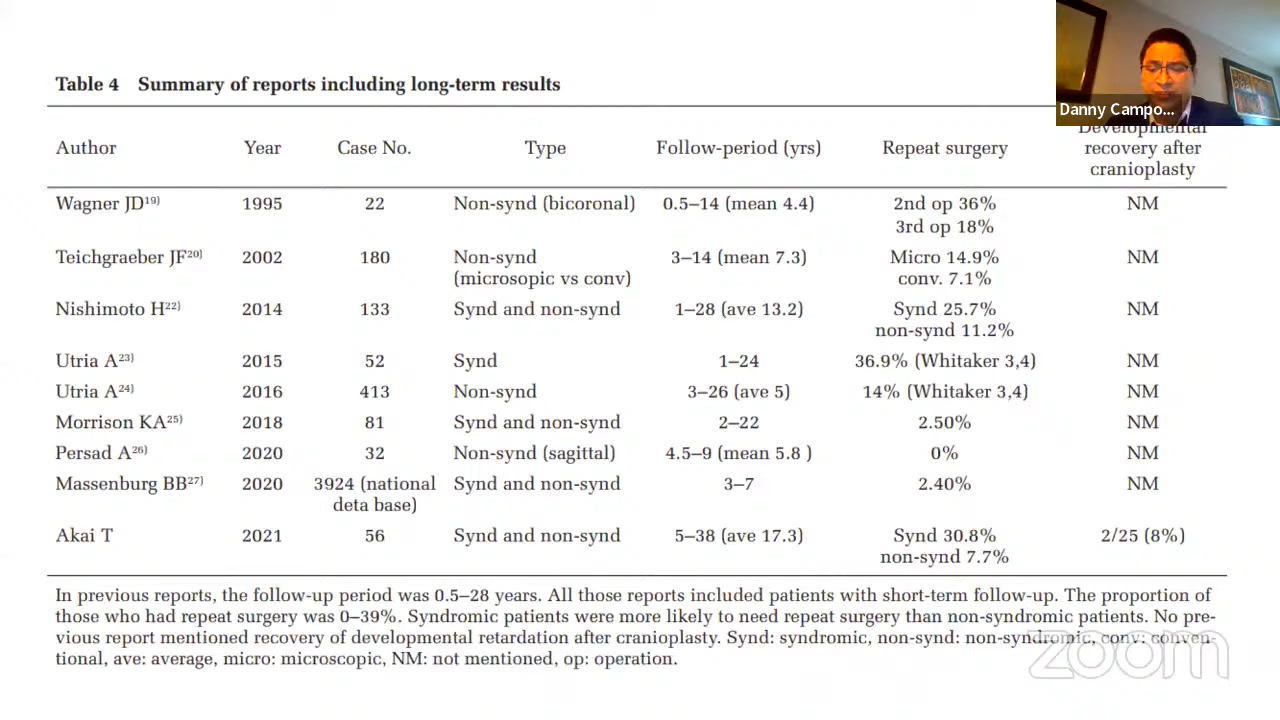 Table 4 Summary of reports including long-term results
Danny Campo...
Author Year Case No. Type Follow-period (yrs) Repeat surgery Developmental recovery after cranioplasty
Wagner JD19) 1995 22 Non-synd (bicoronal) 0.5–14 (mean 4.4) 2nd op 36% NM
3rd op 18%
Teichgraeber JF20) 2002 180 Non-synd 3–14 (mean 7.3) Micro 14.9% NM
(microsopic vs conv) conv. 7.1%
Nishimoto H22) 2014 133 Synd and non-synd 1–28 (ave 13.2) Synd 25.7% NM
non-synd 11.2%
Utria A23) 2015 52 Synd 1–24 36.9% (Whitaker 3,4) NM
Utria A24) 2016 413 Non-synd 3–26 (ave 5) 14% (Whitaker 3,4) NM
Morrison KA25) 2018 81 Synd and non-synd 2–22 2.50% NM
Persad A26) 2020 32 Non-synd (sagittal) 4.5–9 (mean 5.8 ) 0% NM
Massenburg BB27) 2020 3924 (national Synd and non-synd 3–7 2.40% NM
deta base)
Akai T 2021 56 Synd and non-synd 5–38 (ave 17.3) Synd 30.8% 2/25 (8%)
non-synd 7.7%
In previous reports, the follow-up period was 0.5–28 years. All those reports included patients with short-term follow-up. The proportion of
those who had repeat surgery was 0–39%. Syndromic patients were more likely to need repeat surgery than non-syndromic patients. No pre-
vious report mentioned recovery of developmental retardation after cranioplasty. Synd: syndromic, non-synd: non-syndromic, conv: conven-
tional, ave: average, micro: microscopic, NM: not mentioned, op: operation.
zoom